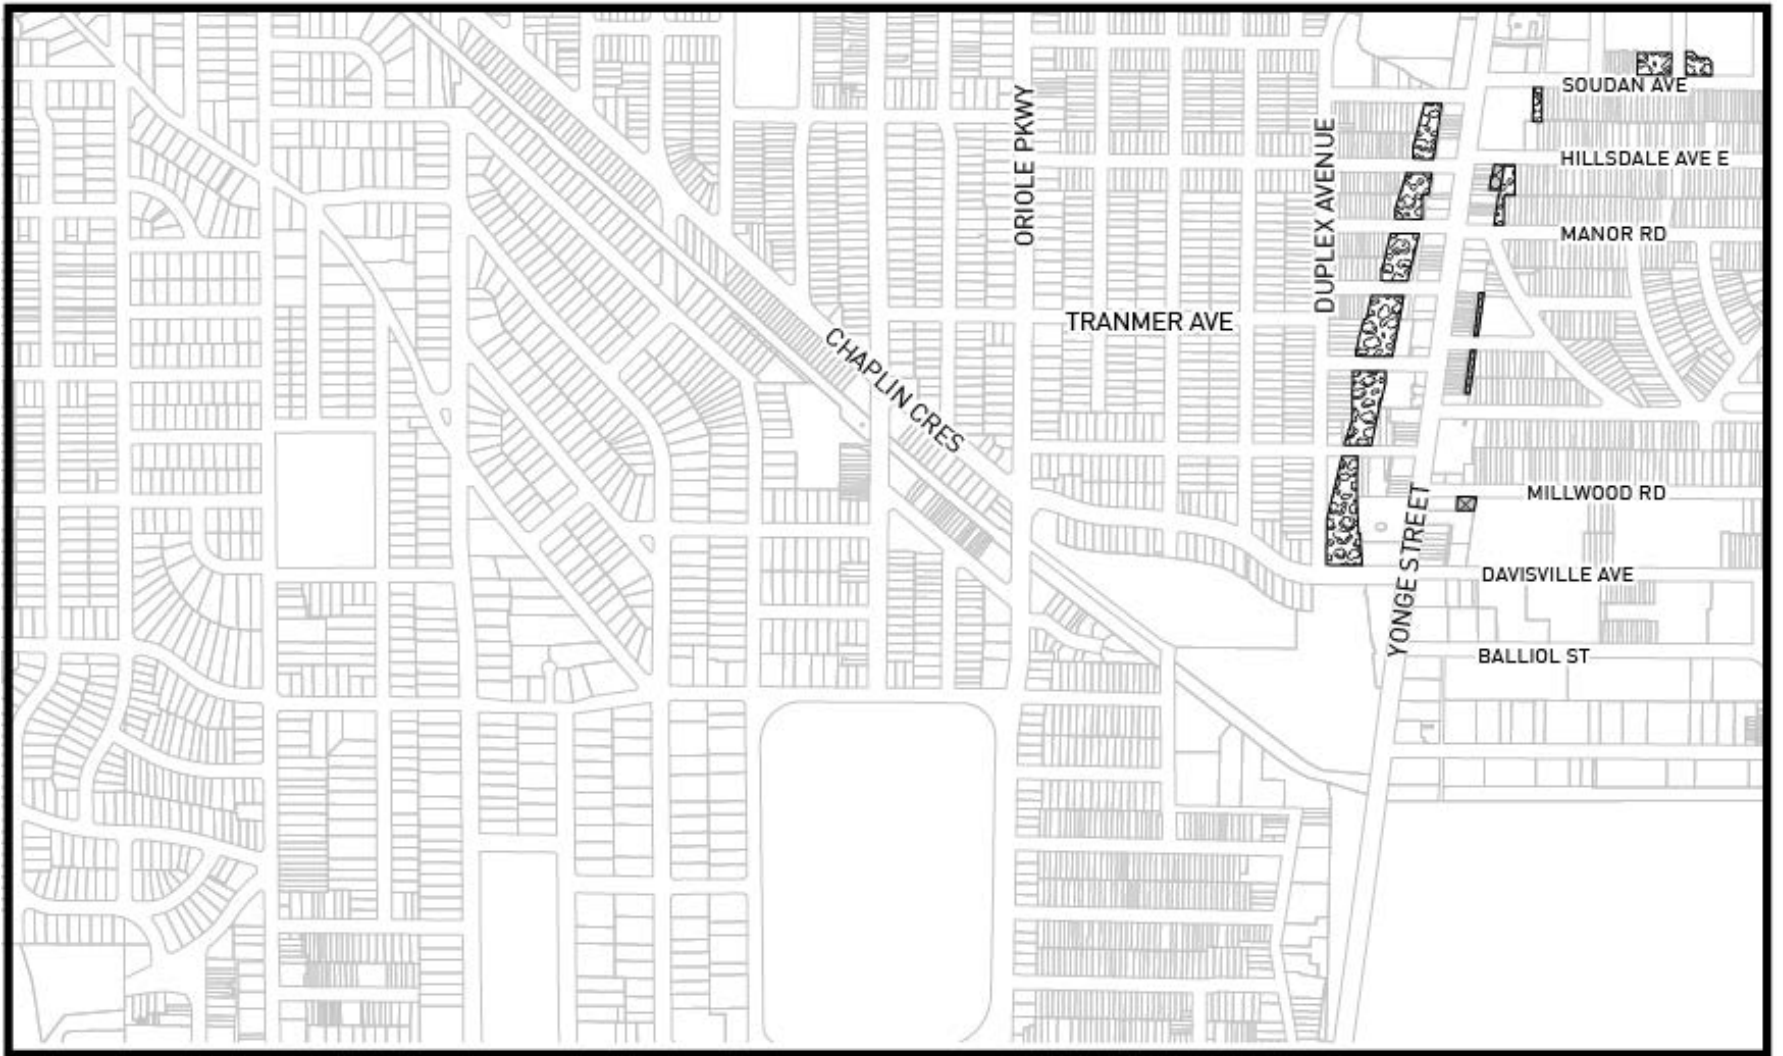 SOUDAN AVE
ORIOLE PKWY
DUPLEX AVENUE
HILLSDALE AVE E
MANOR RD
TRANMER AVE
CHAPLIN CRES
MILLWOOD RD
YONGE STREET
DAVISVILLE AVE
BALLIOL ST